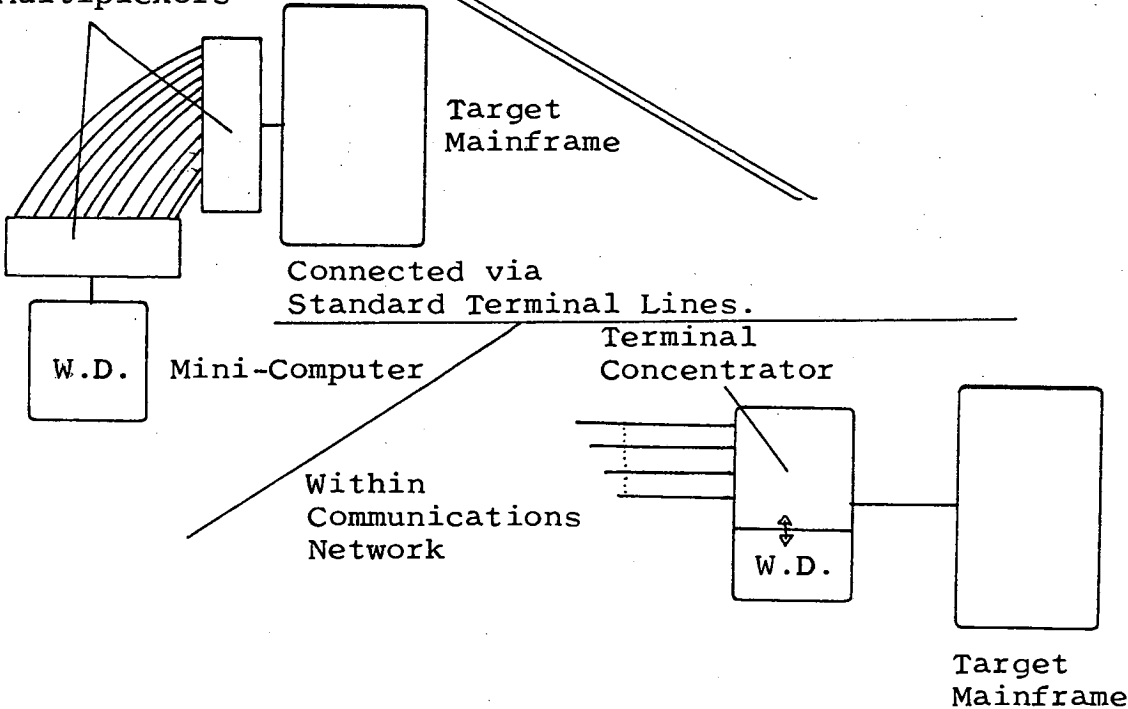 Multiplexors
Target
Mainframe
Connected via
Standard Terminal Lines.
W.D.
Mini-Computer
Terminal
Concentrator
Within
Communications
Network
W.D.
Target
Mainframe